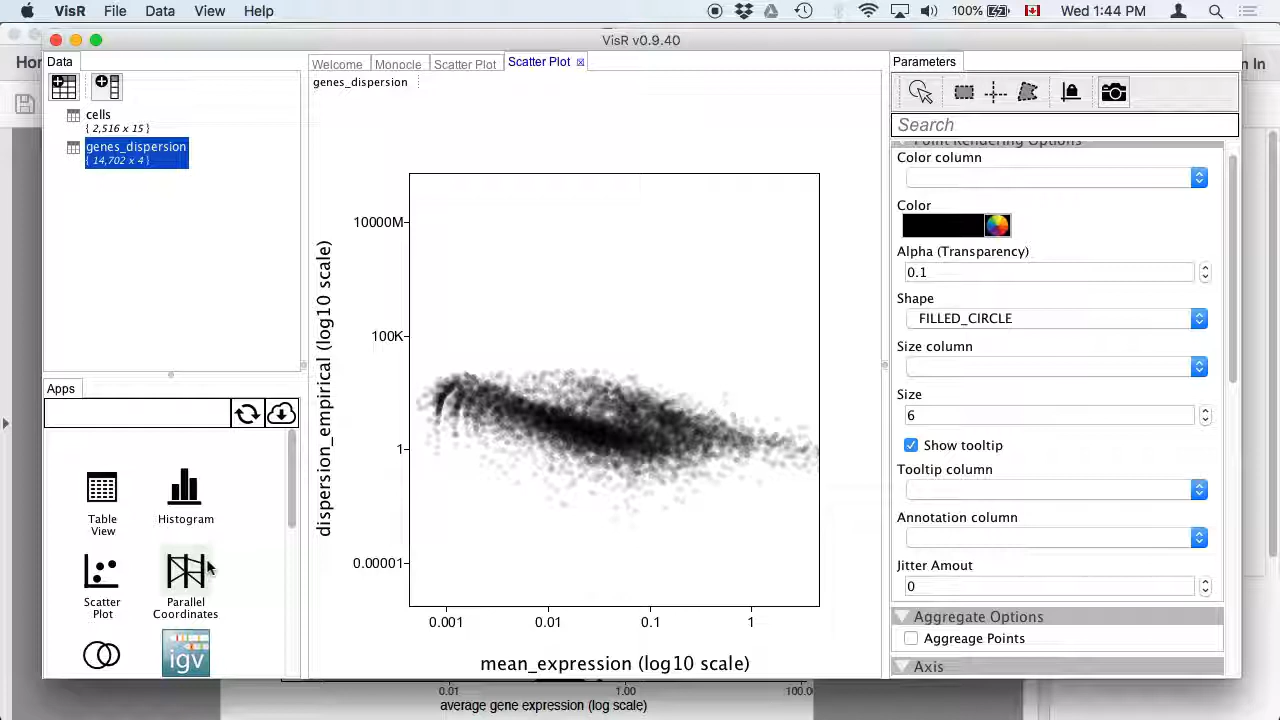 VisR File Data View Help
100% Wed 1:44 PM
VisR v0.9.40
Data
cells
{ 2,516 x 15 }
genes_dispersion
{ 14,702 x 4 }
Apps
Table View
Histogram
Scatter Plot
Parallel Coordinates
igv
Welcome Monocle Scatter Plot Scatter Plot
genes_dispersion
dispersion_empirical (log10 scale)
10000M
100K
1
0.00001
0.001 0.01 0.1 1
mean_expression (log10 scale)
0.01 1.00 100.0
average gene expression (log scale)
Parameters
Search
Point Rendering Options
Color column
Color
Alpha (Transparency)
0.1
Shape
FILLED_CIRCLE
Size column
Size
6
Show tooltip
Tooltip column
Annotation column
Jitter Amout
0
Aggregate Options
Aggreage Points
Axis